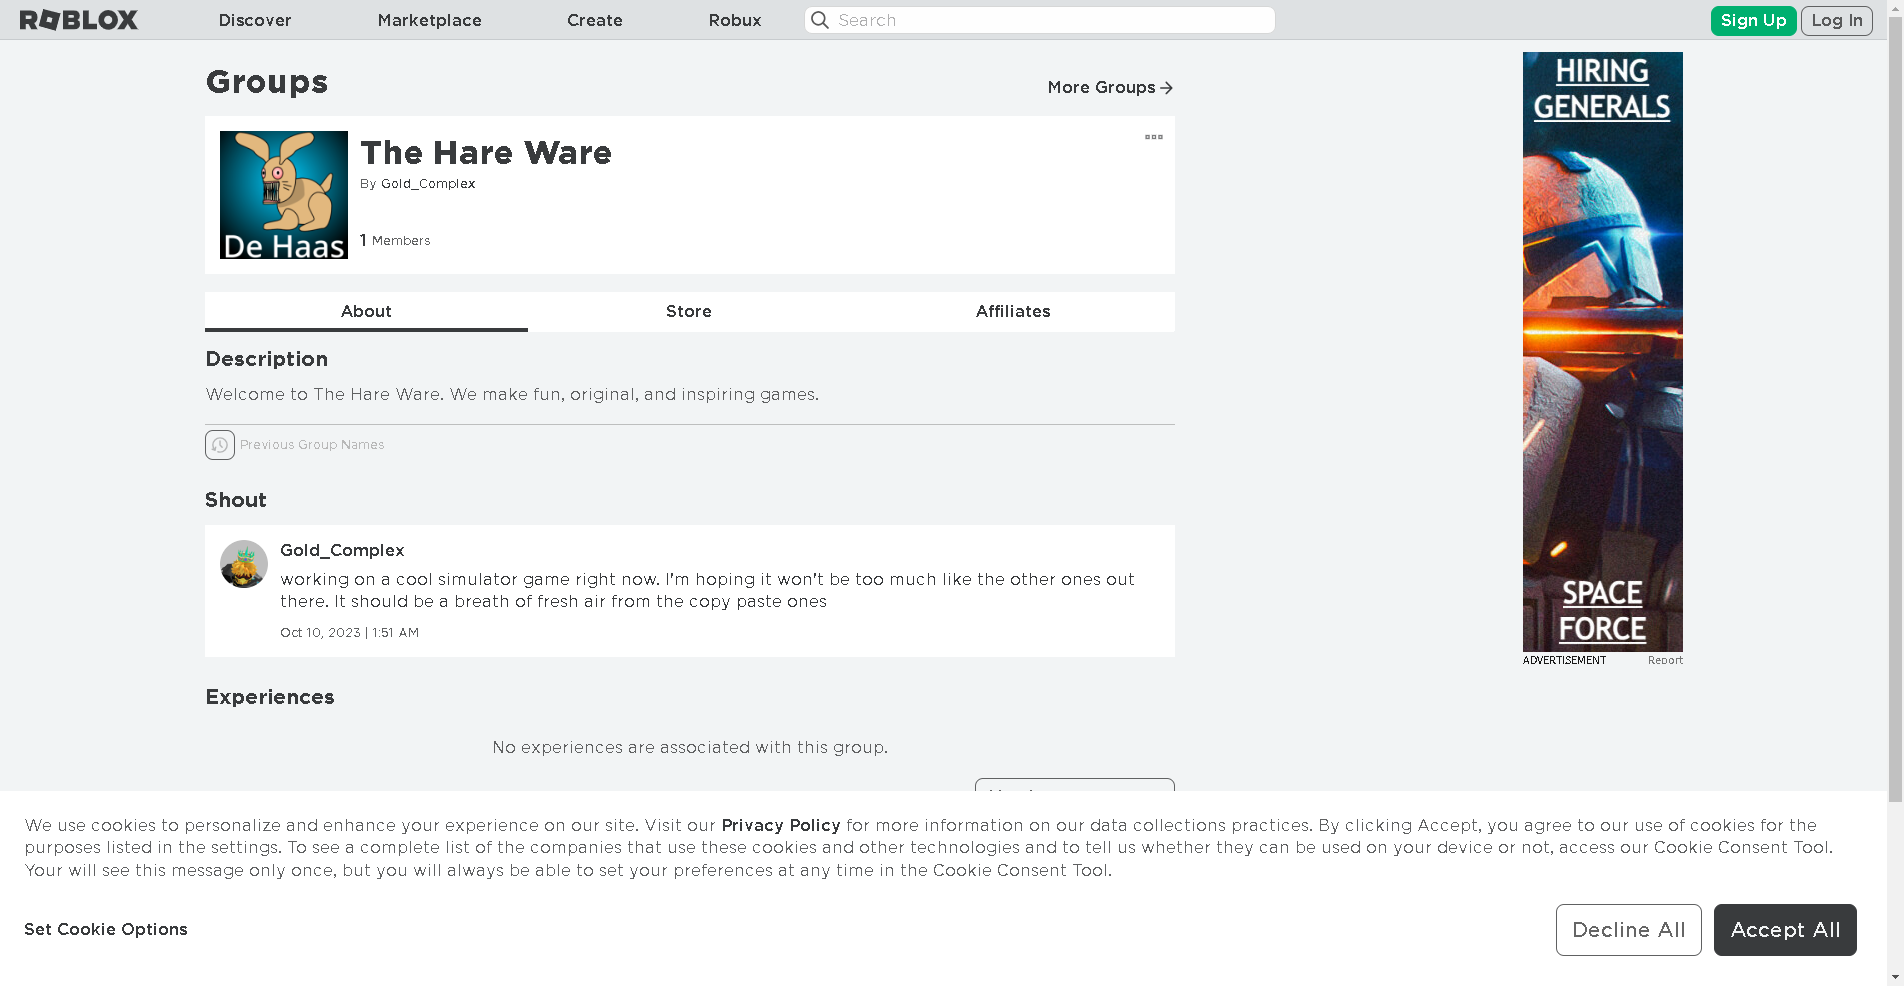 ROBLOX
Discover
Marketplace
Create
Robux
Search
Sign Up
Log In
Groups
More Groups
The Hare Ware
By Gold_Complex
De Haas
1 Members
About
Store
Affiliates
Description
Welcome to The Hare Ware. We make fun, original, and inspiring games.
Previous Group Names
Shout
Gold_Complex
working on a cool simulator game right now. I'm hoping it won't be too much like the other ones out
there. It should be a breath of fresh air from the copy paste ones
Oct 10, 2023 | 1:51 AM
Experiences
No experiences are associated with this group.
HIRING
GENERALS
SPACE
FORCE
ADVERTISEMENT
Report
We use cookies to personalize and enhance your experience on our site. Visit our Privacy Policy for more information on our data collections practices. By clicking Accept, you agree to our use of cookies for the
purposes listed in the settings. To see a complete list of the companies that use these cookies and other technologies and to tell us whether they can be used on your device or not, access our Cookie Consent Tool.
Your will see this message only once, but you will always be able to set your preferences at any time in the Cookie Consent Tool.
Set Cookie Options
Decline All
Accept All